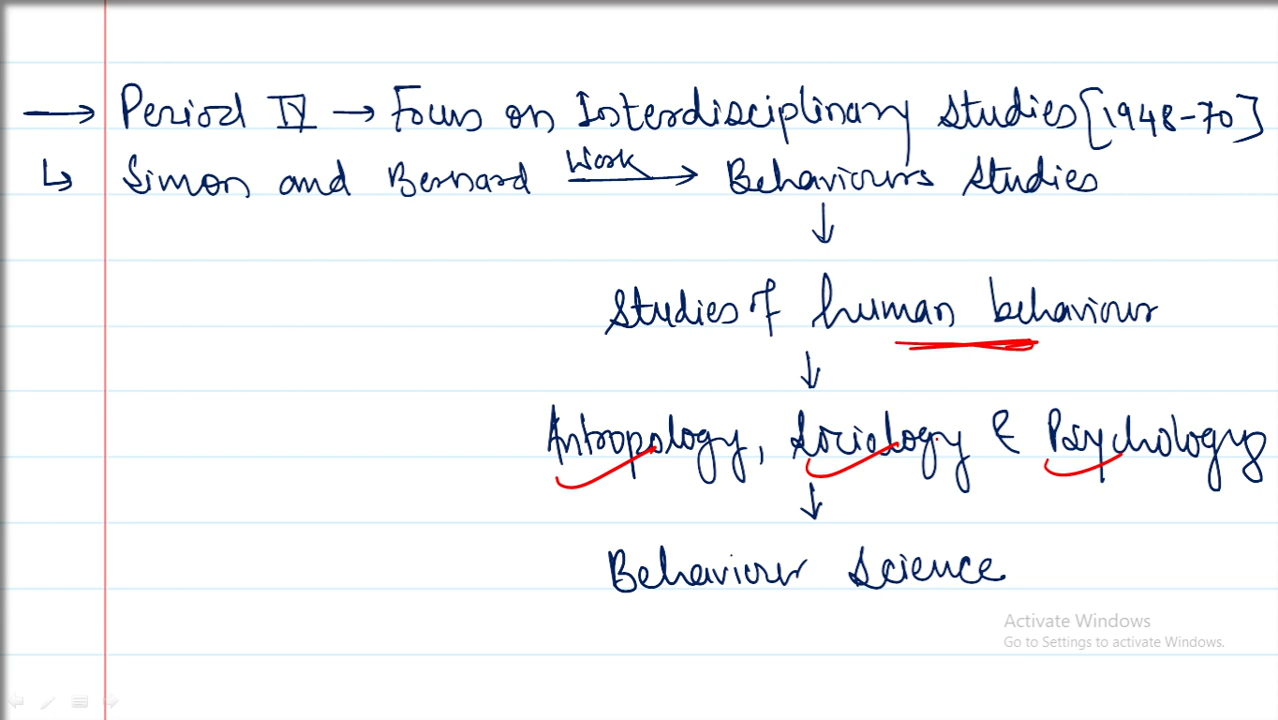 → Period IV → Focus on Interdisciplinary Studies [1948-70]
↳ Simon and Bernard Work → Behaviours Studies
↓
Studies of human behaviour
↓
Antropology, Sociology & Psychology
↓
Behaviour Science
Activate Windows
Go to Settings to activate Windows.